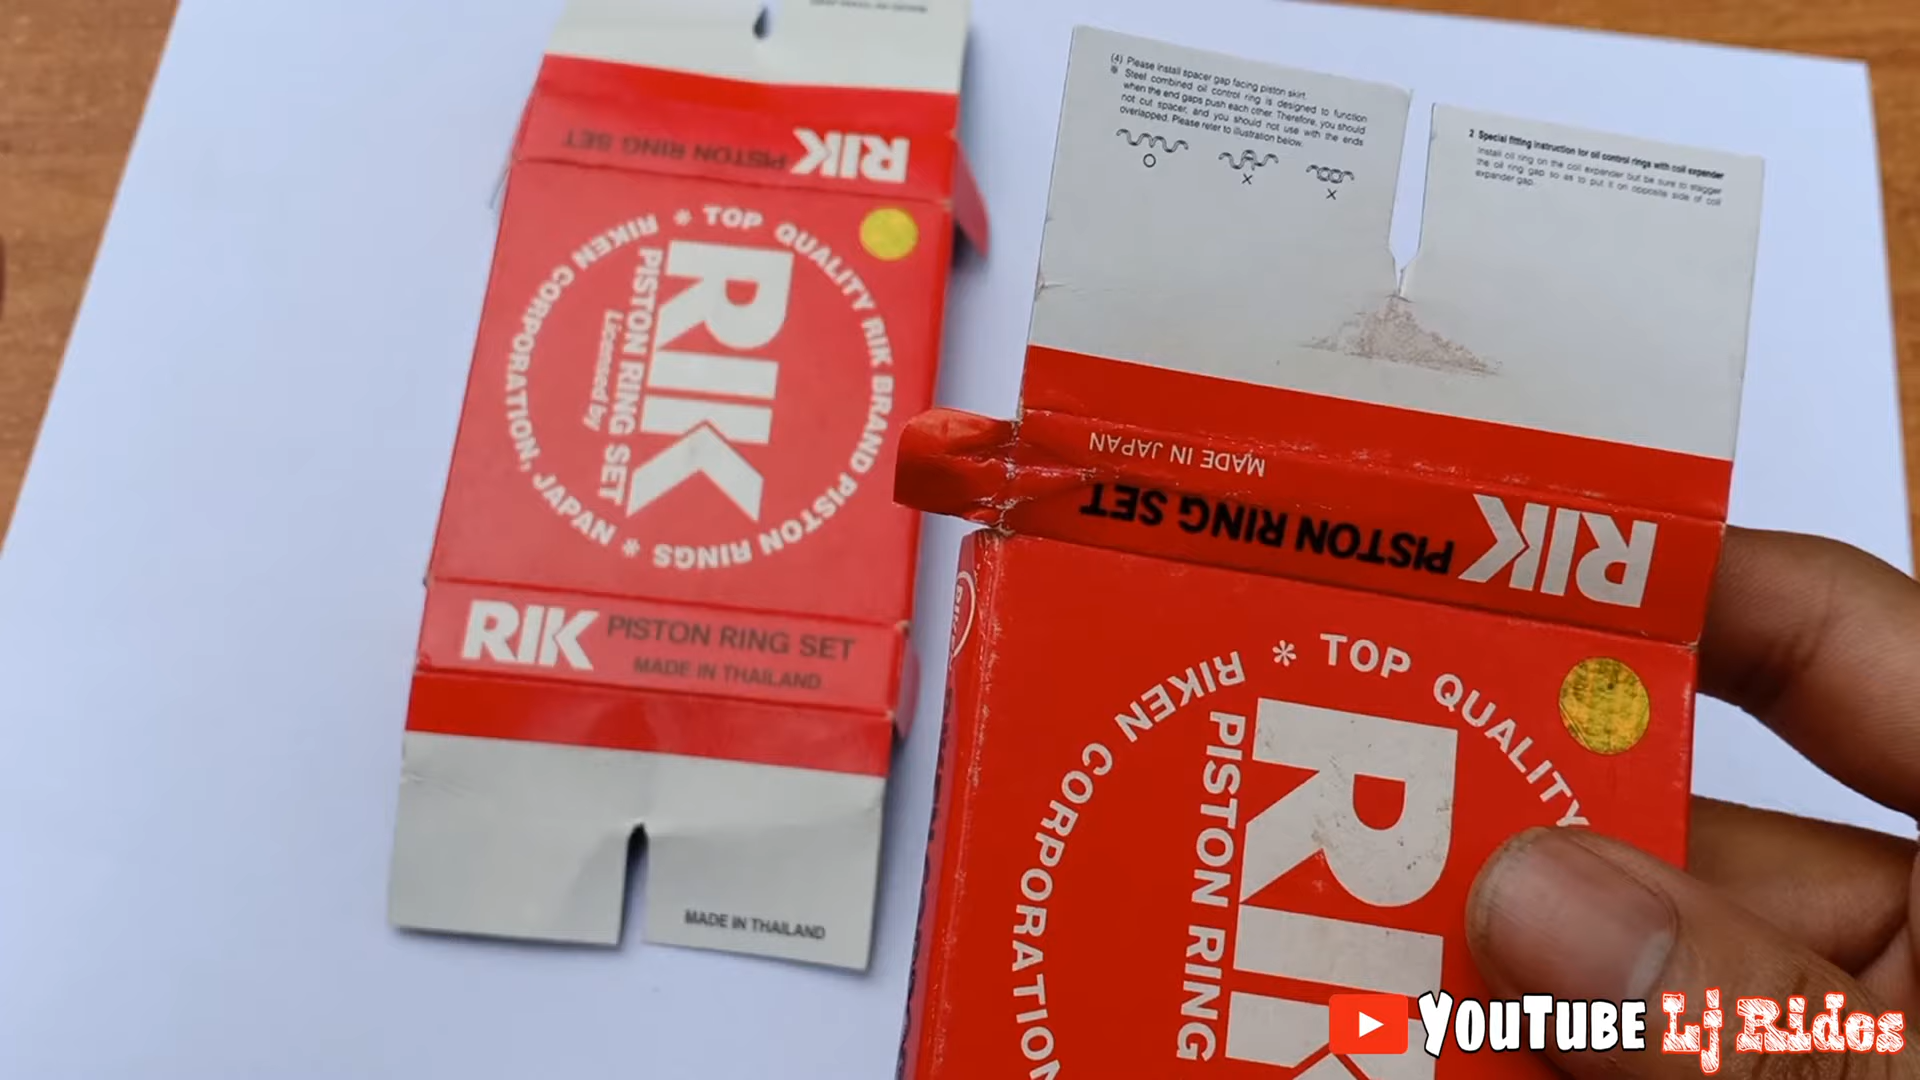 RIK PISTON RING SET
* TOP QUALITY RIK BRAND PISTON RINGS * RIKEN CORPORATION, JAPAN
RIK
PISTON RING SET
Licensed by
RIK PISTON RING SET
MADE IN THAILAND
MADE IN THAILAND
(4) Please install spacer gap facing piston skirt.
※ Steel combined oil control ring is designed to function
when the end gaps push each other. Therefore, you should
not cut spacer, and you should not use with the ends
overlapped. Please refer to illustration below.
○ × ×
2 Special fitting instruction for oil control rings with coil expander
Install oil ring on the coil expander but be sure to stagger
the oil ring gap so as to put it on opposite side of coil
expander gap.
MADE IN JAPAN
RIK PISTON RING SET
RIKEN CORPORATION * TOP QUALITY
RIK
PISTON RING
YouTube Lj Rides